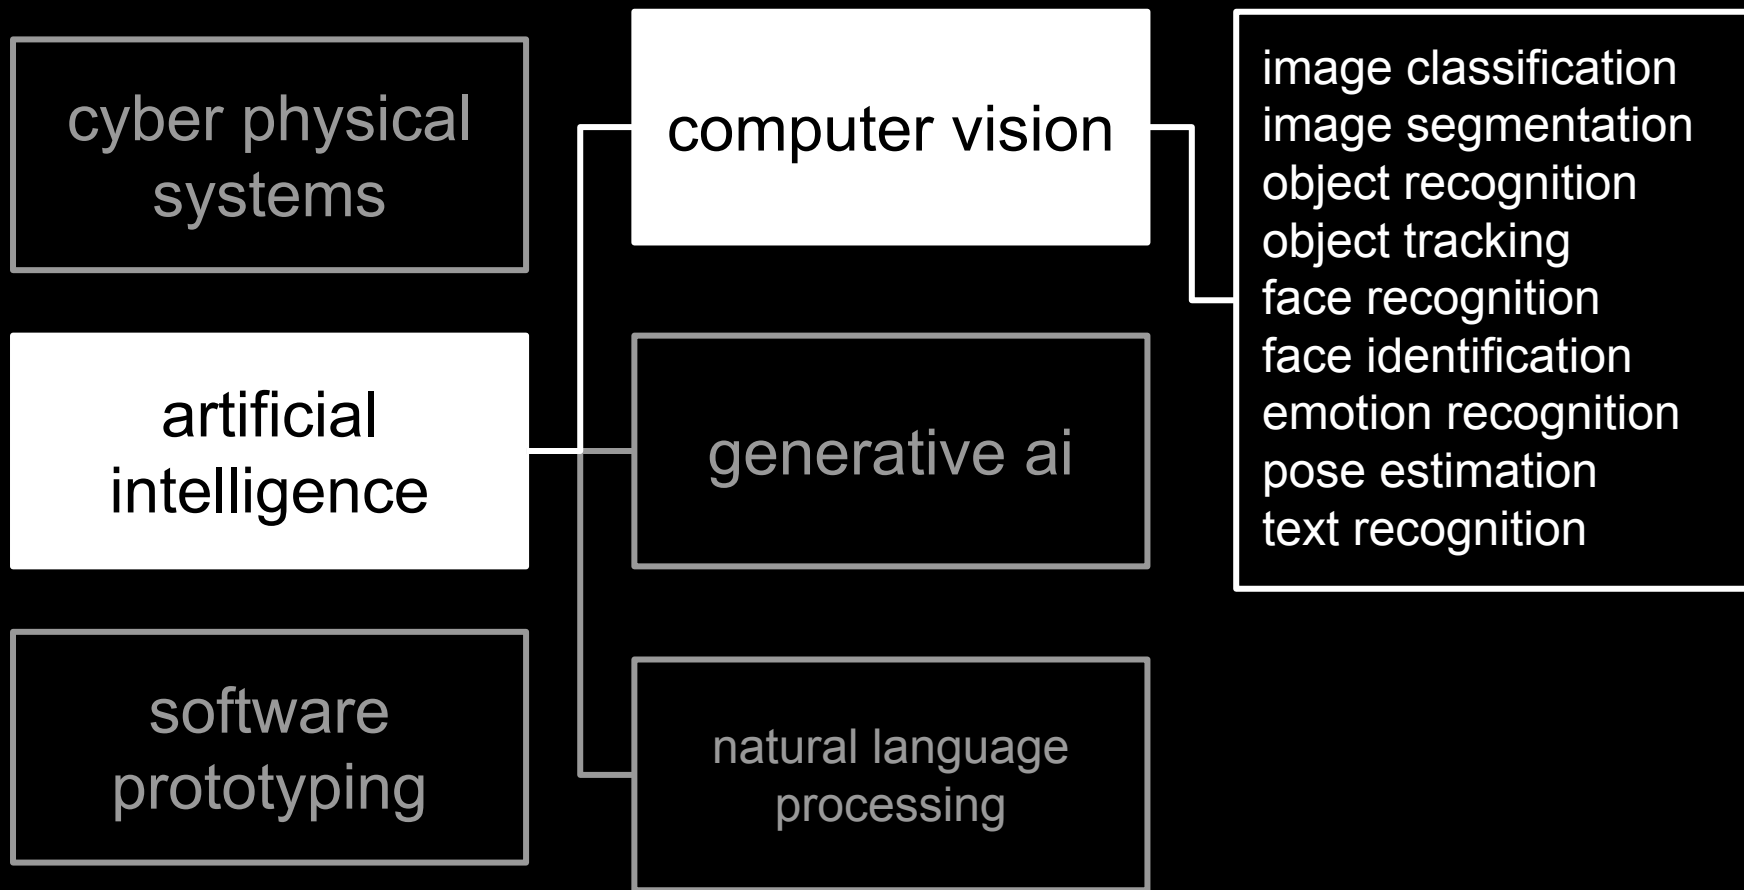 cyber physical
systems
artificial
intelligence
software
prototyping
computer vision
generative ai
natural language
processing
image classification
image segmentation
object recognition
object tracking
face recognition
face identification
emotion recognition
pose estimation
text recognition